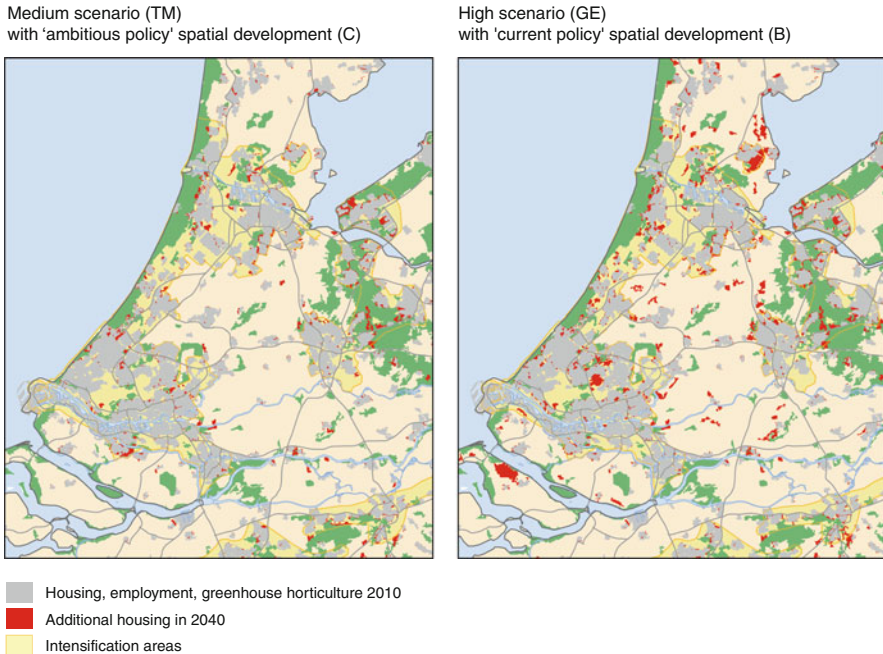 Medium scenario (TM)
with ‘ambitious policy' spatial development (C)
High scenario (GE)
with 'current policy' spatial development (B)
Housing, employment, greenhouse horticulture 2010
Additional housing in 2040
Intensification areas